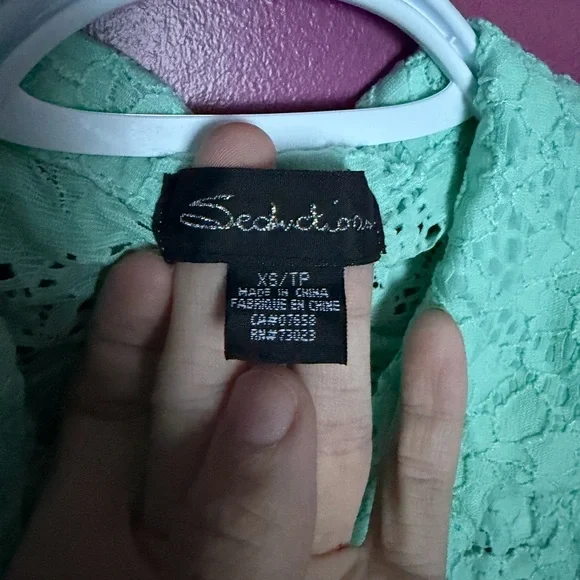 Seductions
XS/TP
MADE IN CHINA
FABRIQUE EN CHINE
CA#07658
RN#73023